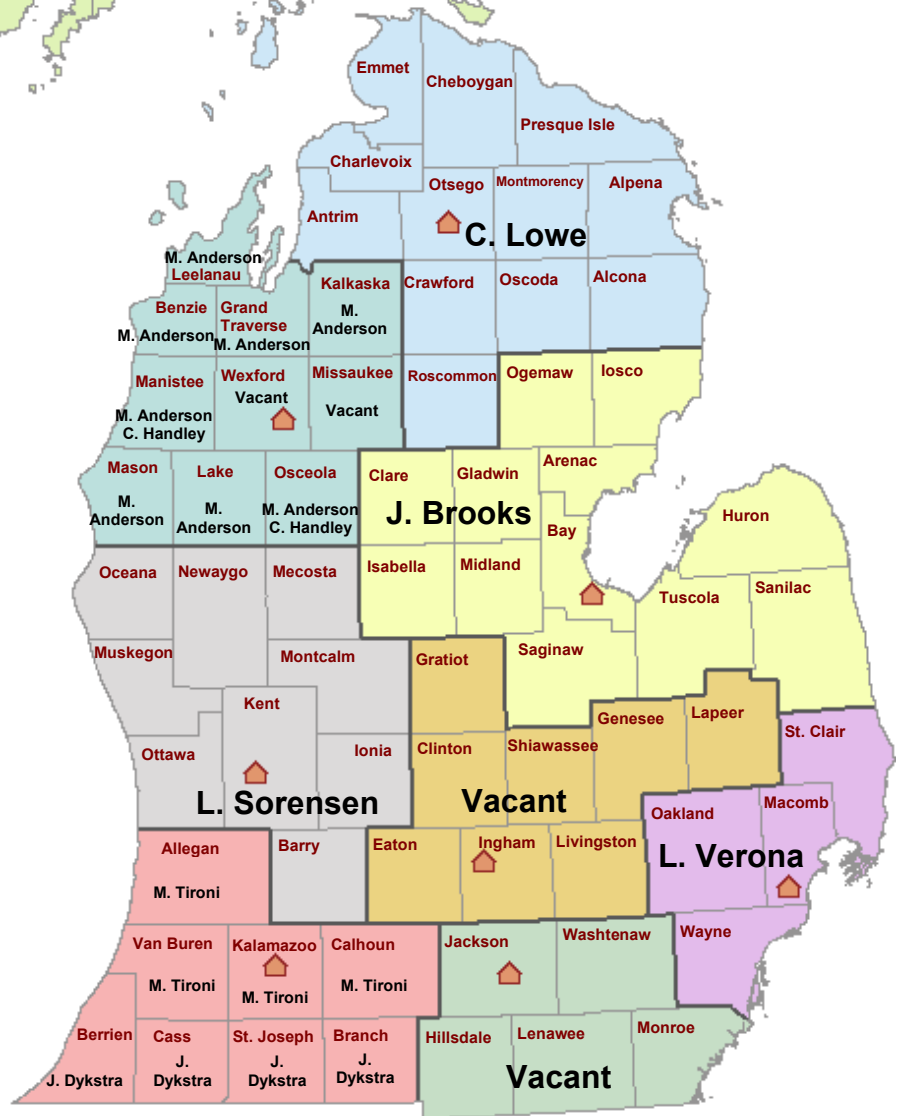 Emmet
Cheboygan
Presque Isle
Charlevoix
Otsego
Montmorency
Alpena
Antrim
C. Lowe
M. Anderson
Leelanau
Kalkaska
M.
Anderson
Crawford
Oscoda
Alcona
Benzie
M. Anderson
Grand
Traverse
M. Anderson
Manistee
M. Anderson
C. Handley
Wexford
Vacant
Missaukee
Vacant
Roscommon
Ogemaw
Iosco
Mason
M.
Anderson
Lake
M.
Anderson
Osceola
M. Anderson
C. Handley
Clare
Gladwin
Arenac
J. Brooks
Bay
Huron
Oceana
Newaygo
Mecosta
Isabella
Midland
Tuscola
Sanilac
Muskegon
Montcalm
Gratiot
Saginaw
Kent
Ottawa
Ionia
L. Sorensen
Clinton
Shiawassee
Genesee
Lapeer
Vacant
St. Clair
Oakland
Macomb
L. Verona
Allegan
M. Tironi
Barry
Eaton
Ingham
Livingston
Van Buren
M. Tironi
Kalamazoo
M. Tironi
Calhoun
M. Tironi
Jackson
Washtenaw
Wayne
Berrien
J. Dykstra
Cass
J.
Dykstra
St. Joseph
J.
Dykstra
Branch
J.
Dykstra
Hillsdale
Lenawee
Monroe
Vacant